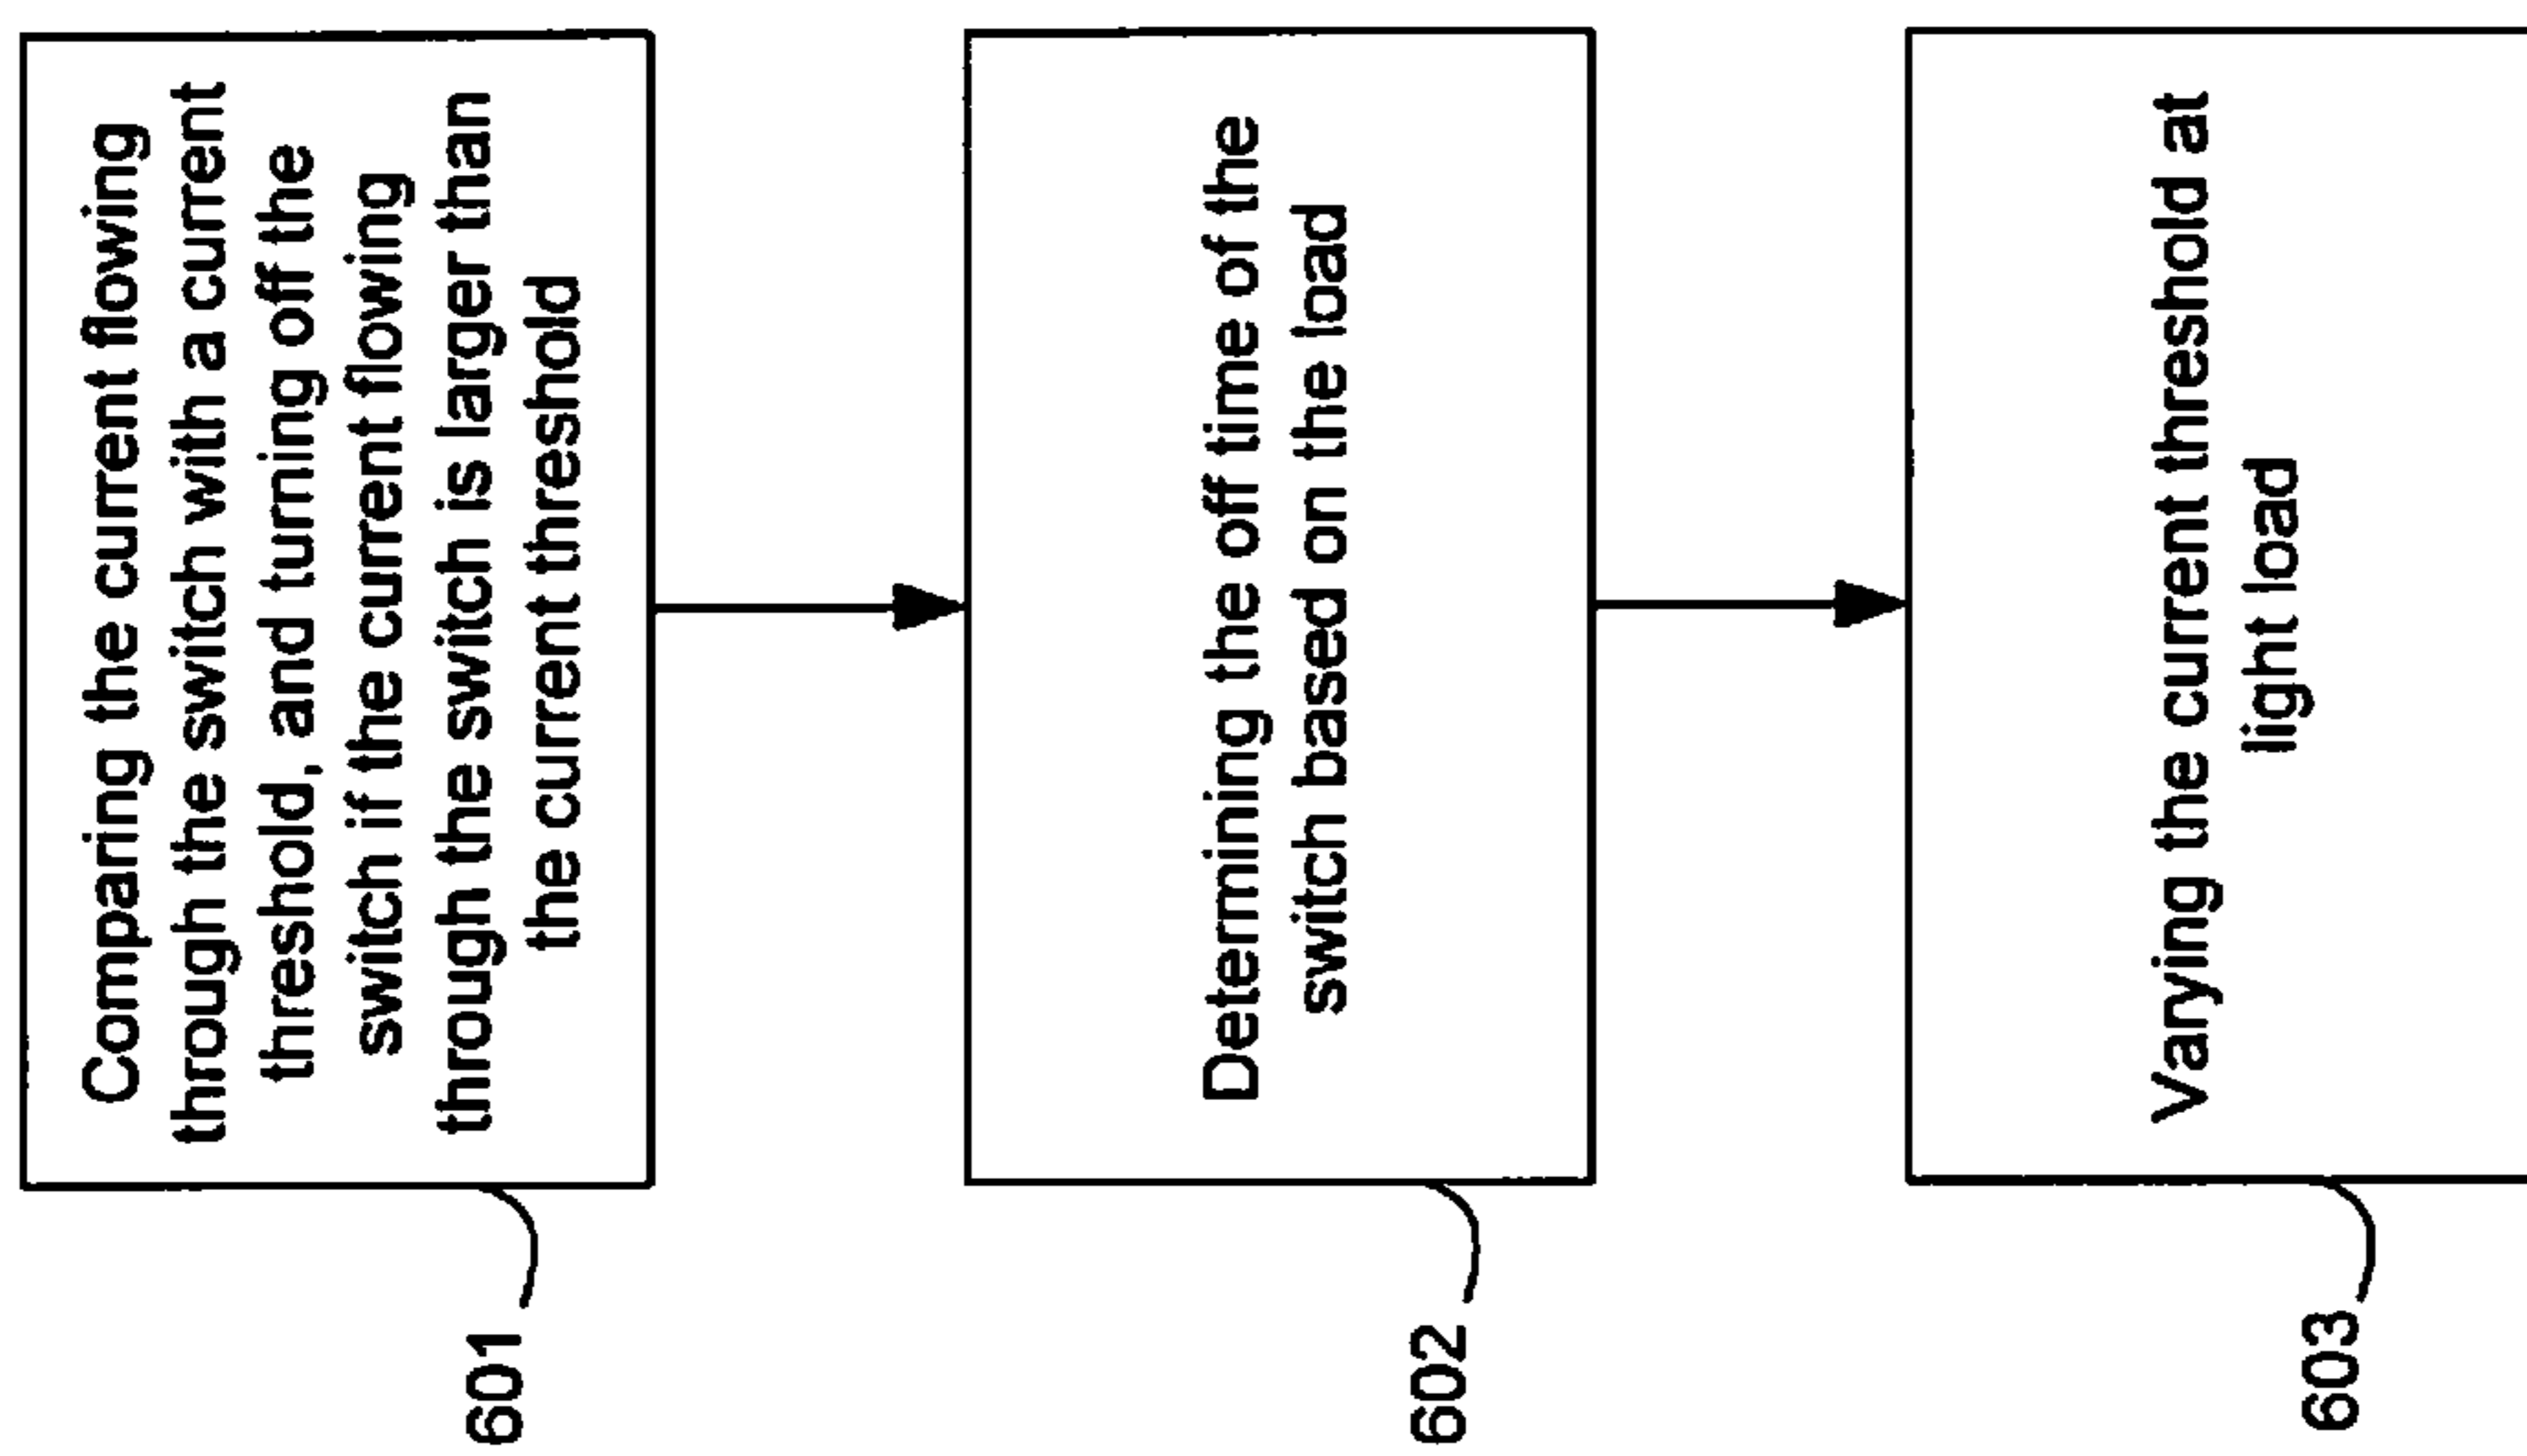 Comparing the current flowing
through the switch with a current
threshold, and turning off the
switch if the current flowing
through the switch is larger than
the current threshold
601
Determining the off time of the
switch based on the load
602
Varying the current threshold at
light load
603